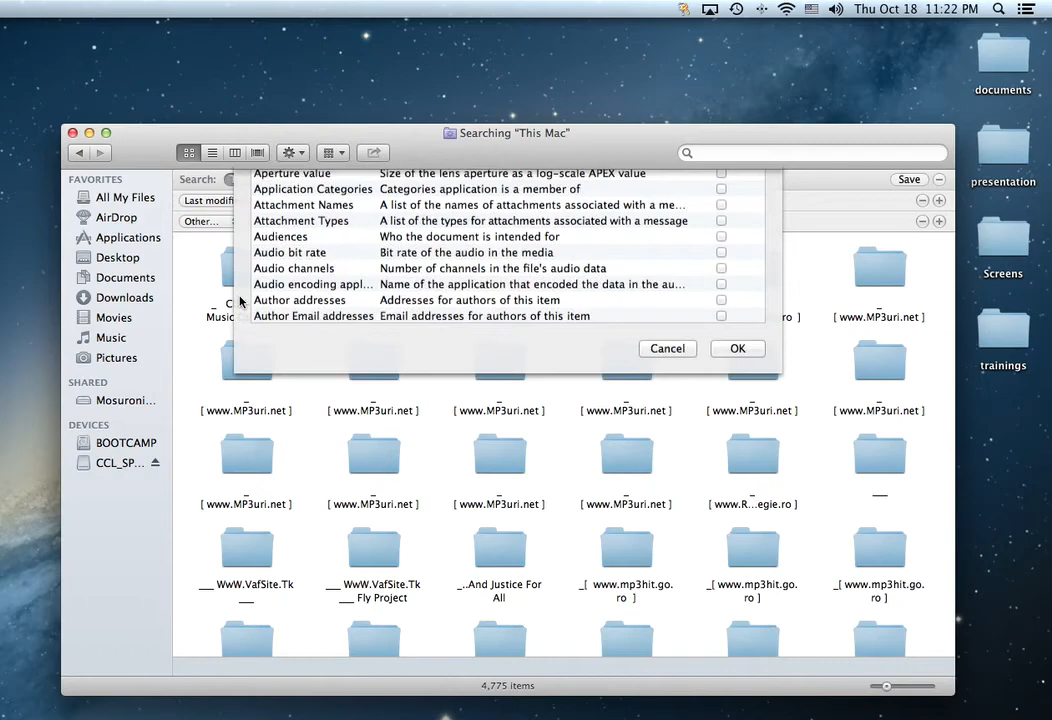 Thu Oct 18 11:22 PM
documents
presentation
Screens
trainings
Searching “This Mac”
Search:
Save
Last modifi
Other...
FAVORITES
All My Files
AirDrop
Applications
Desktop
Documents
Downloads
Movies
Music
Pictures
SHARED
Mosuroni...
DEVICES
BOOTCAMP
CCL_SP...
Aperture value Size of the lens aperture as a log-scale APEX value
Application Categories Categories application is a member of
Attachment Names A list of the names of attachments associated with a me...
Attachment Types A list of the types for attachments associated with a message
Audiences Who the document is intended for
Audio bit rate Bit rate of the audio in the media
Audio channels Number of channels in the file's audio data
Audio encoding appl... Name of the application that encoded the data in the au...
Author addresses Addresses for authors of this item
Author Email addresses Email addresses for authors of this item
Cancel
OK
_ C
Music
ro ]
_
[ www.MP3uri.net ]
_
[ www.MP3uri.net ]
_
[ www.MP3uri.net ]
_
[ www.MP3uri.net ]
_
[ www.MP3uri.net ]
_
[ www.MP3uri.net ]
_
[ www.MP3uri.net ]
_
[ www.MP3uri.net ]
_
[ www.MP3uri.net ]
_
[ www.MP3uri.net ]
_
[ www.MP3uri.net ]
_
[ www.R...egie.ro ]
___
___ WwW.VafSite.Tk
___
___ WwW.VafSite.Tk
___ Fly Project
_..And Justice For
All
_[ www.mp3hit.go.
ro ]
_[ www.mp3hit.go.
ro ]
_[ www.mp3hit.go.
ro ]
4,775 items